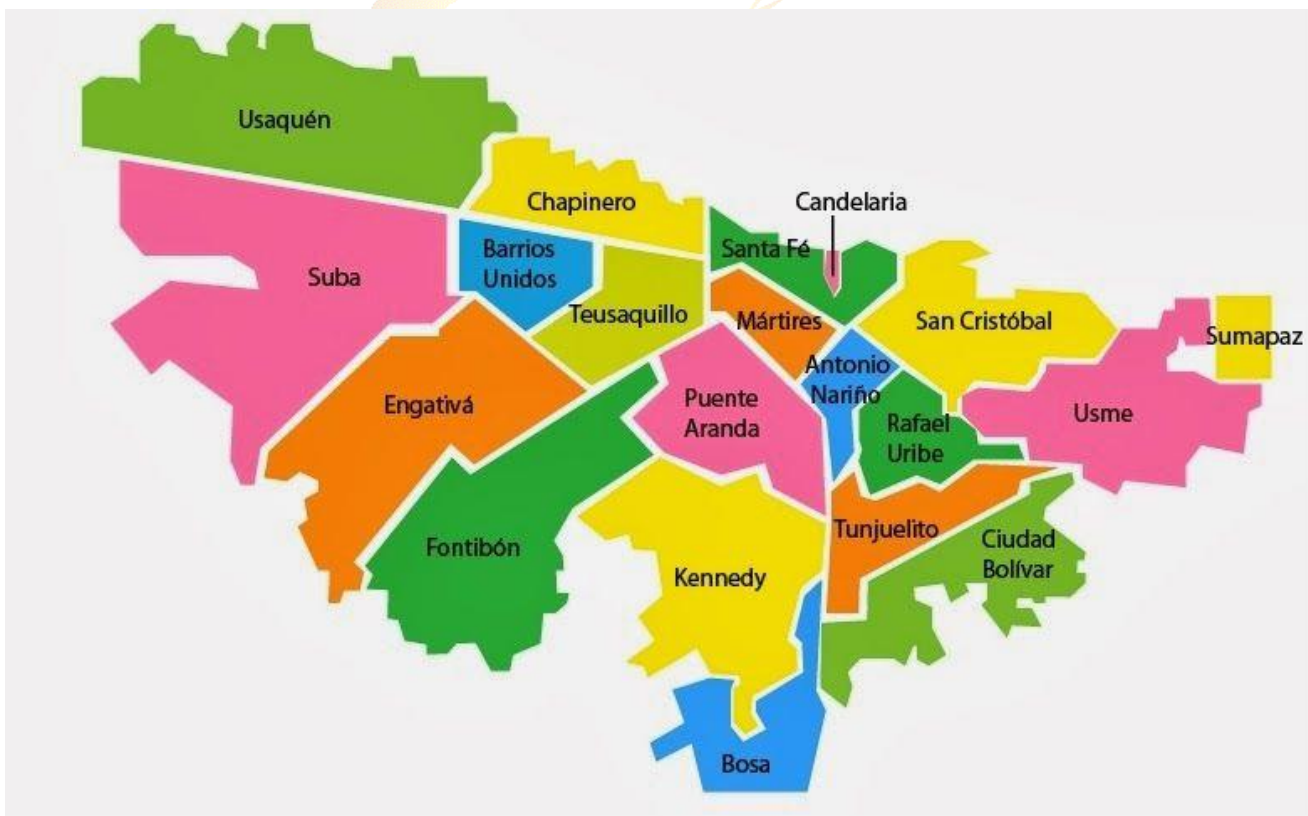 Usaquén
Chapinero
Candelaria
Santa Fé
Barrios
Unidos
Suba
Teusaquillo
Mártires
San Cristóbal
Sumapaz
Antonio
Nariño
Engativá
Puente
Aranda
Usme
Rafael
Uribe
Tunjuelito
Ciudad
Bolívar
Fontibón
Kennedy
Bosa